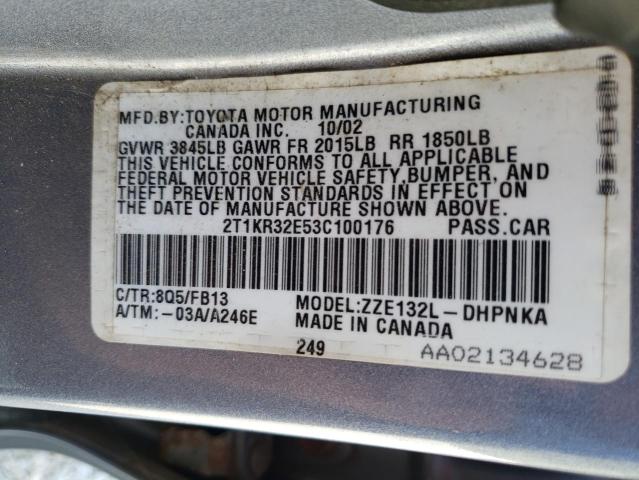 MFD.BY:TOYOTA MOTOR MANUFACTURING
CANADA INC. 10/02
GVWR 3845LB GAWR FR 2015LB RR 1850LB
THIS VEHICLE CONFORMS TO ALL APPLICABLE
FEDERAL MOTOR VEHICLE SAFETY,BUMPER, AND
THEFT PREVENTION STANDARDS IN EFFECT ON
THE DATE OF MANUFACTURE SHOWN ABOVE.
2T1KR32E53C100176 PASS.CAR
C/TR:8Q5/FB13 MODEL:ZZE132L-DHPNKA
A/TM:-03A/A246E MADE IN CANADA
249 AA02134628